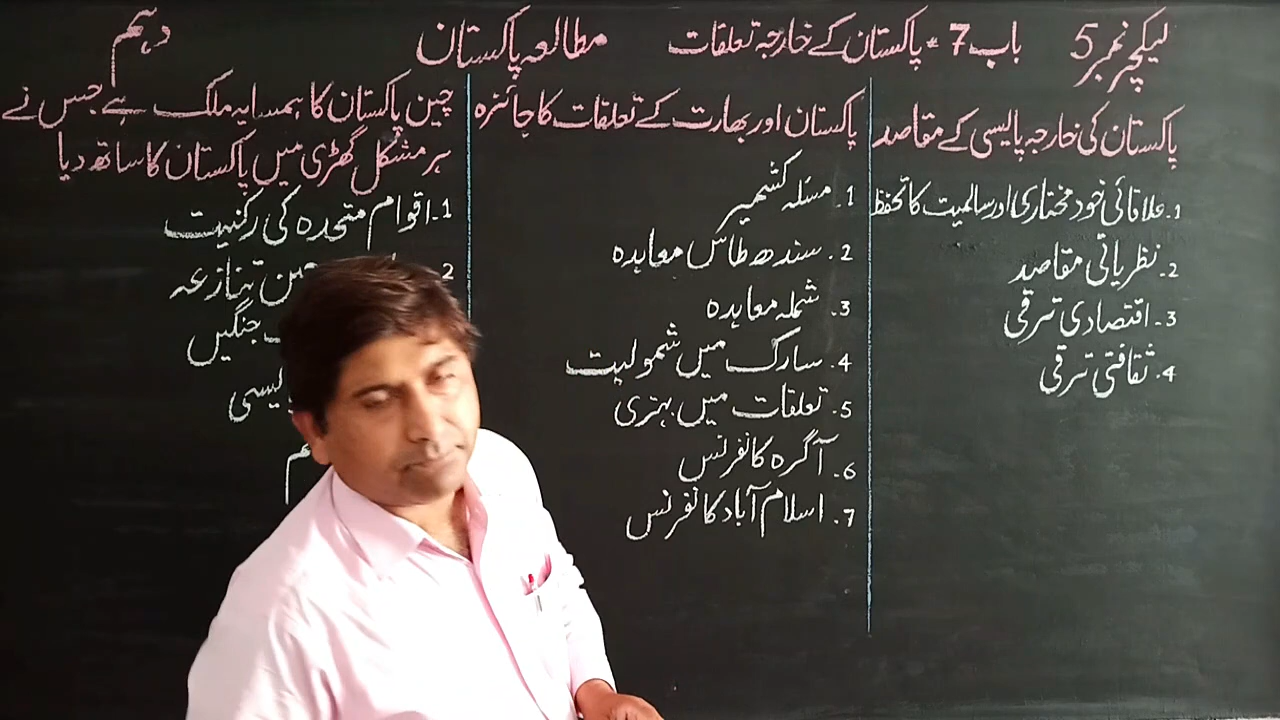 لیکچر نمبر 5 باب 7 - پاکستان کے خارجہ تعلقات مطالعہ پاکستان دہم
پاکستان کی خارجہ پالیسی کے مقاصد
1. علاقائی خود مختاری اور سالمیت کا تحفظ
2. نظریاتی مقاصد
3. اقتصادی ترقی
4. ثقافتی ترقی
پاکستان اور بھارت کے تعلقات کا جائزہ
1. مسئلہ کشمیر
2. سندھ طاس معاہدہ
3. شملہ معاہدہ
4. سارک میں شمولیت
5. تعلقات میں بہتری
6. آگرہ کانفرنس
7. اسلام آباد کانفرنس
چین پاکستان کا ہمسایہ ملک ہے جس نے
ہر مشکل گھڑی میں پاکستان کا ساتھ دیا
1. اقوام متحدہ کی رکنیت
2. تنازعہ
جنگیں